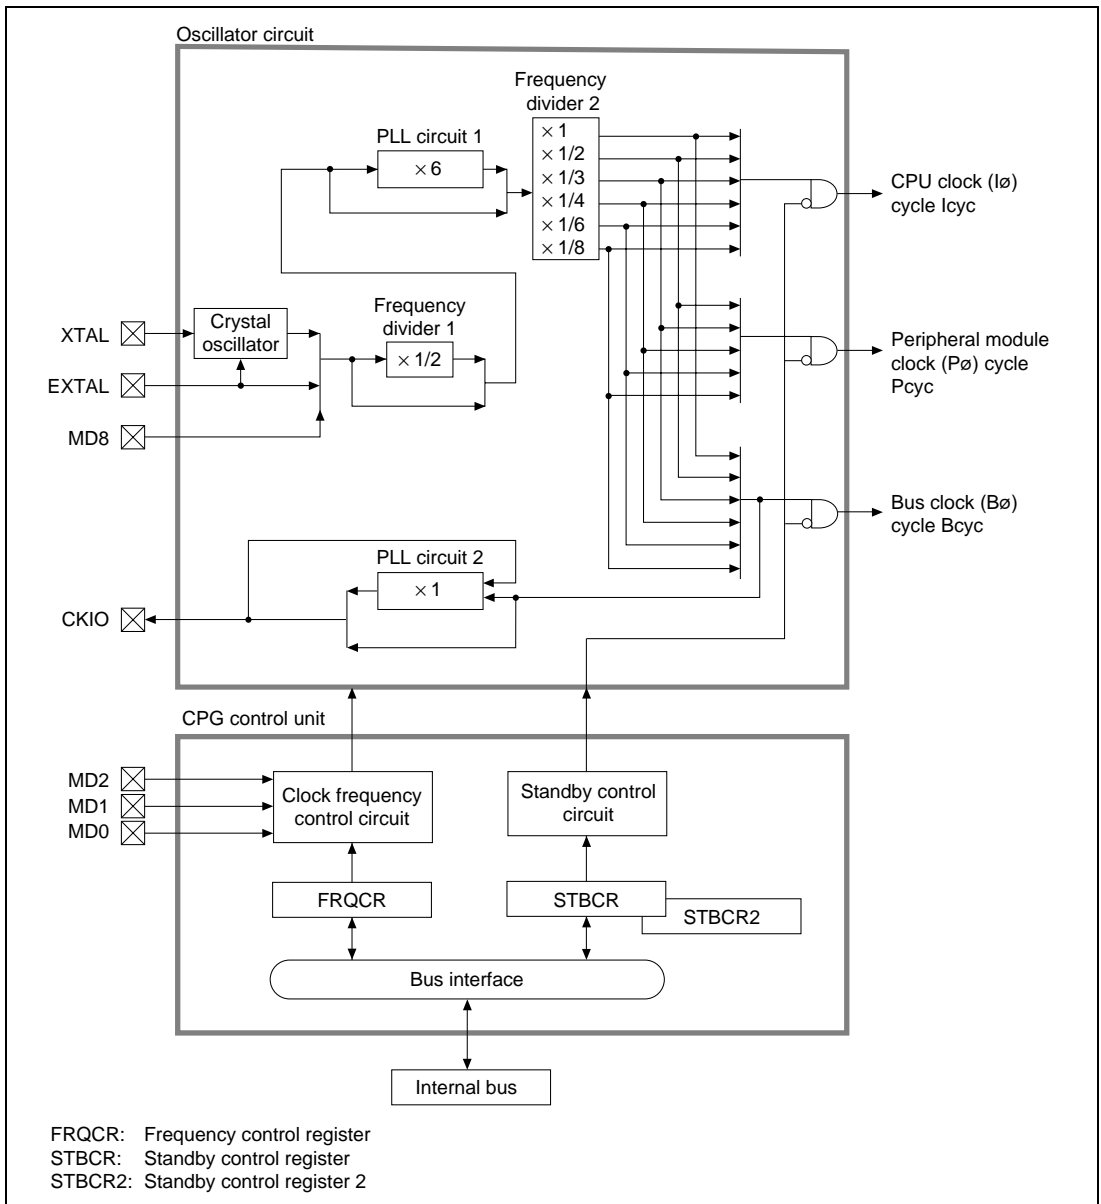 Oscillator circuit
Frequency
divider 2
PLL circuit 1
× 6
× 1
× 1/2
× 1/3
× 1/4
× 1/6
× 1/8
CPU clock (Iø)
cycle Icyc
XTAL
Crystal
oscillator
Frequency
divider 1
× 1/2
EXTAL
MD8
Peripheral module
clock (Pø) cycle
Pcyc
Bus clock (Bø)
cycle Bcyc
PLL circuit 2
× 1
CKIO
CPG control unit
MD2
MD1
MD0
Clock frequency
control circuit
Standby control
circuit
FRQCR
STBCR
STBCR2
Bus interface
Internal bus
FRQCR: Frequency control register
STBCR: Standby control register
STBCR2: Standby control register 2